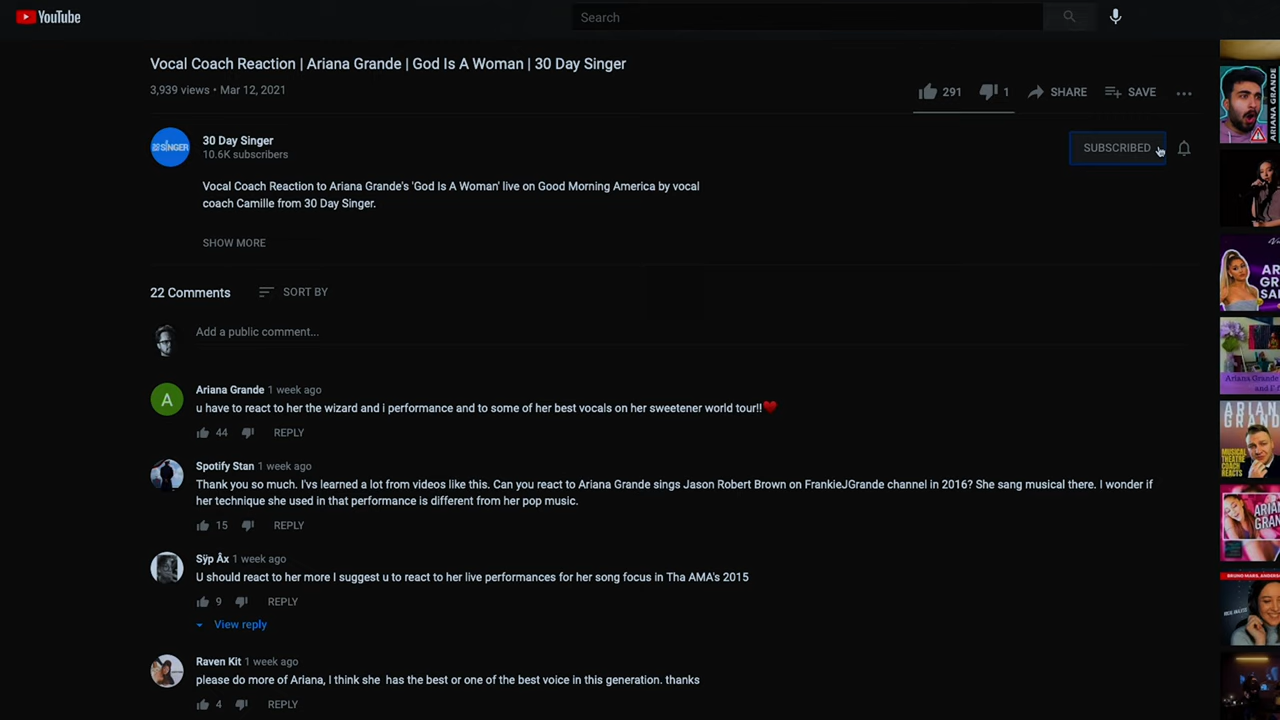 YouTube
Search
Vocal Coach Reaction | Ariana Grande | God Is A Woman | 30 Day Singer
3,939 views • Mar 12, 2021
291
1
SHARE
SAVE
30 Day Singer
10.6K subscribers
SUBSCRIBED
Vocal Coach Reaction to Ariana Grande's 'God Is A Woman' live on Good Morning America by vocal
coach Camille from 30 Day Singer.
SHOW MORE
22 Comments
SORT BY
Add a public comment...
A
Ariana Grande 1 week ago
u have to react to her the wizard and i performance and to some of her best vocals on her sweetener world tour!!❤️
44
REPLY
Spotify Stan 1 week ago
Thank you so much. I'vs learned a lot from videos like this. Can you react to Ariana Grande sings Jason Robert Brown on FrankieJGrande channel in 2016? She sang musical there. I wonder if
her technique she used in that performance is different from her pop music.
15
REPLY
Sÿp Åx 1 week ago
U should react to her more I suggest u to react to her live performances for her song focus in Tha AMA's 2015
9
REPLY
View reply
Raven Kit 1 week ago
please do more of Ariana, I think she has the best or one of the best voice in this generation. thanks
4
REPLY
ARIANA GRANDE
Ariana Grande
ARIAN
GRAND
MUSICAL
THEATRE
COACH
REACTS